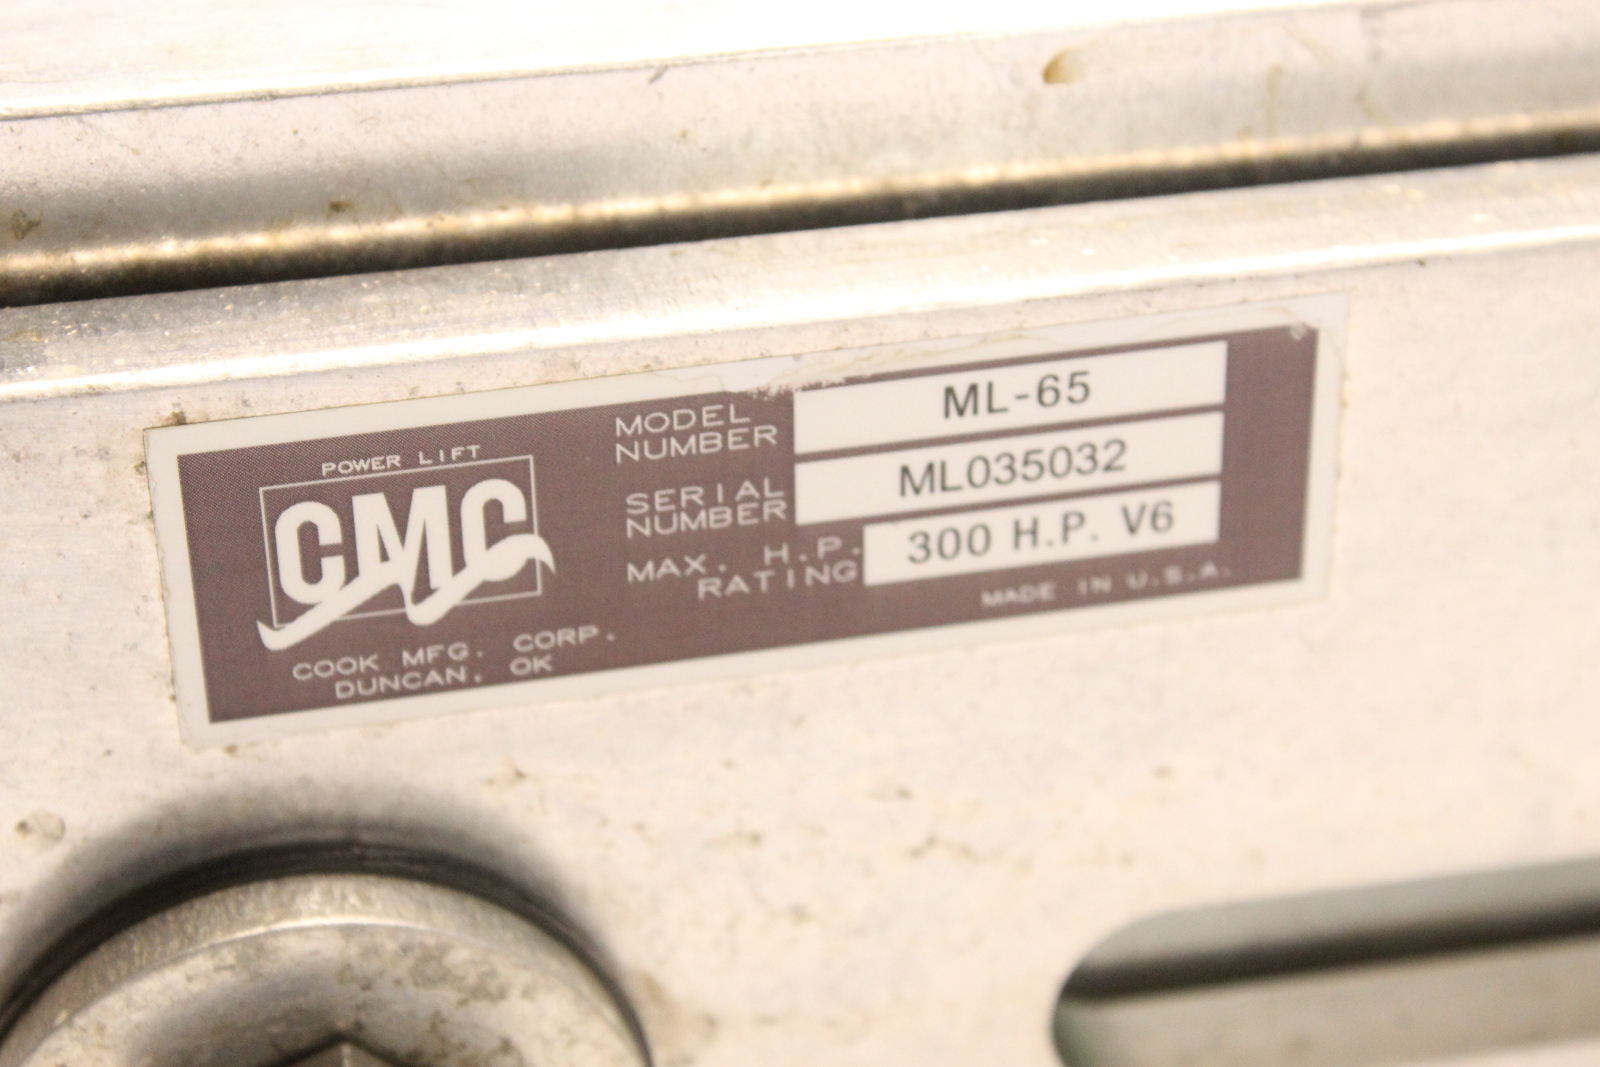 POWER LIFT
CMC
COOK MFG. CORP.
DUNCAN, OK
MODEL NUMBER ML-65
SERIAL NUMBER ML035032
MAX. H.P. RATING 300 H.P. V6
MADE IN U.S.A.